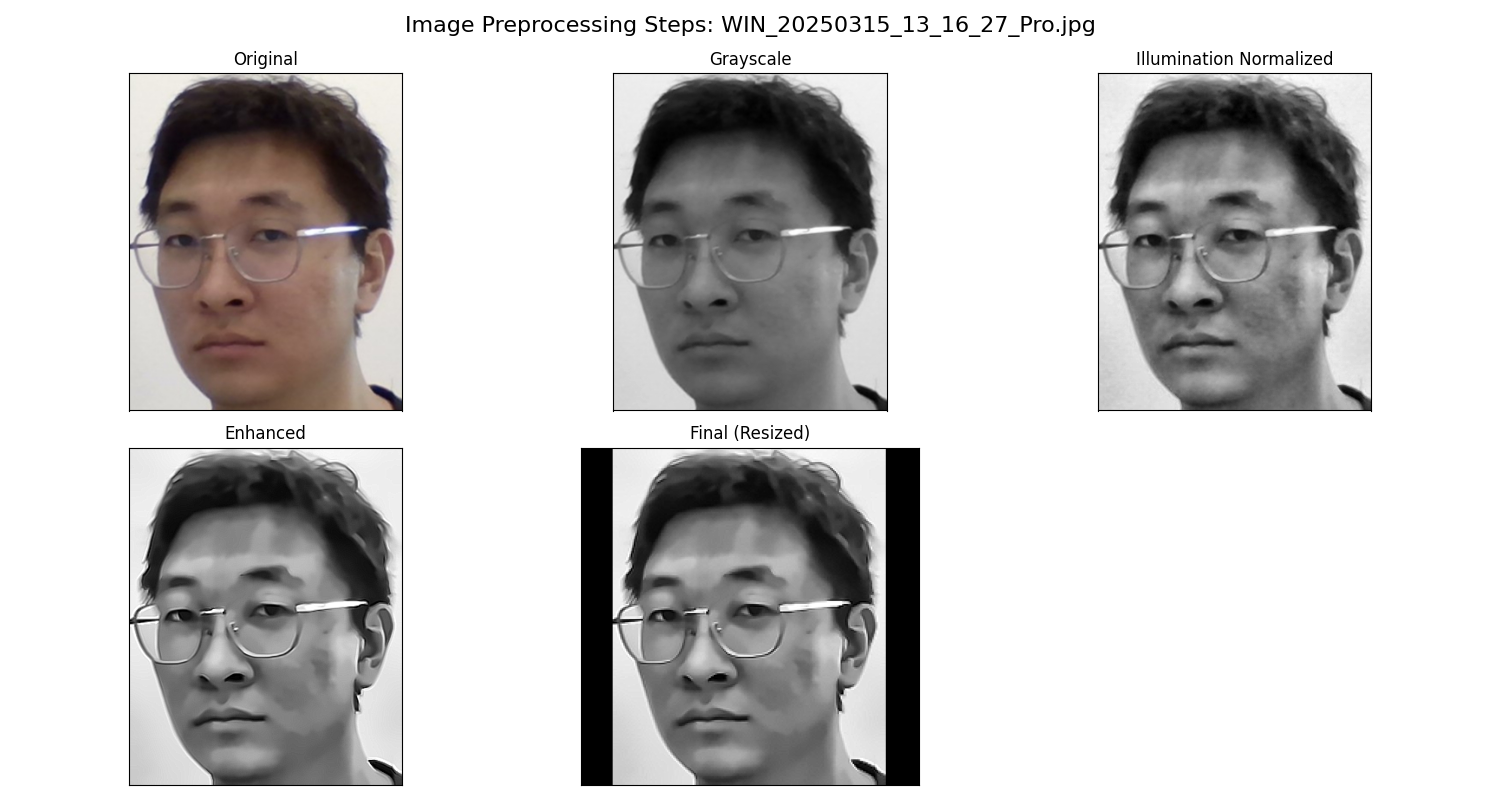 Image Preprocessing Steps: WIN_20250315_13_16_27_Pro.jpg
Original
Grayscale
Illumination Normalized
Enhanced
Final (Resized)